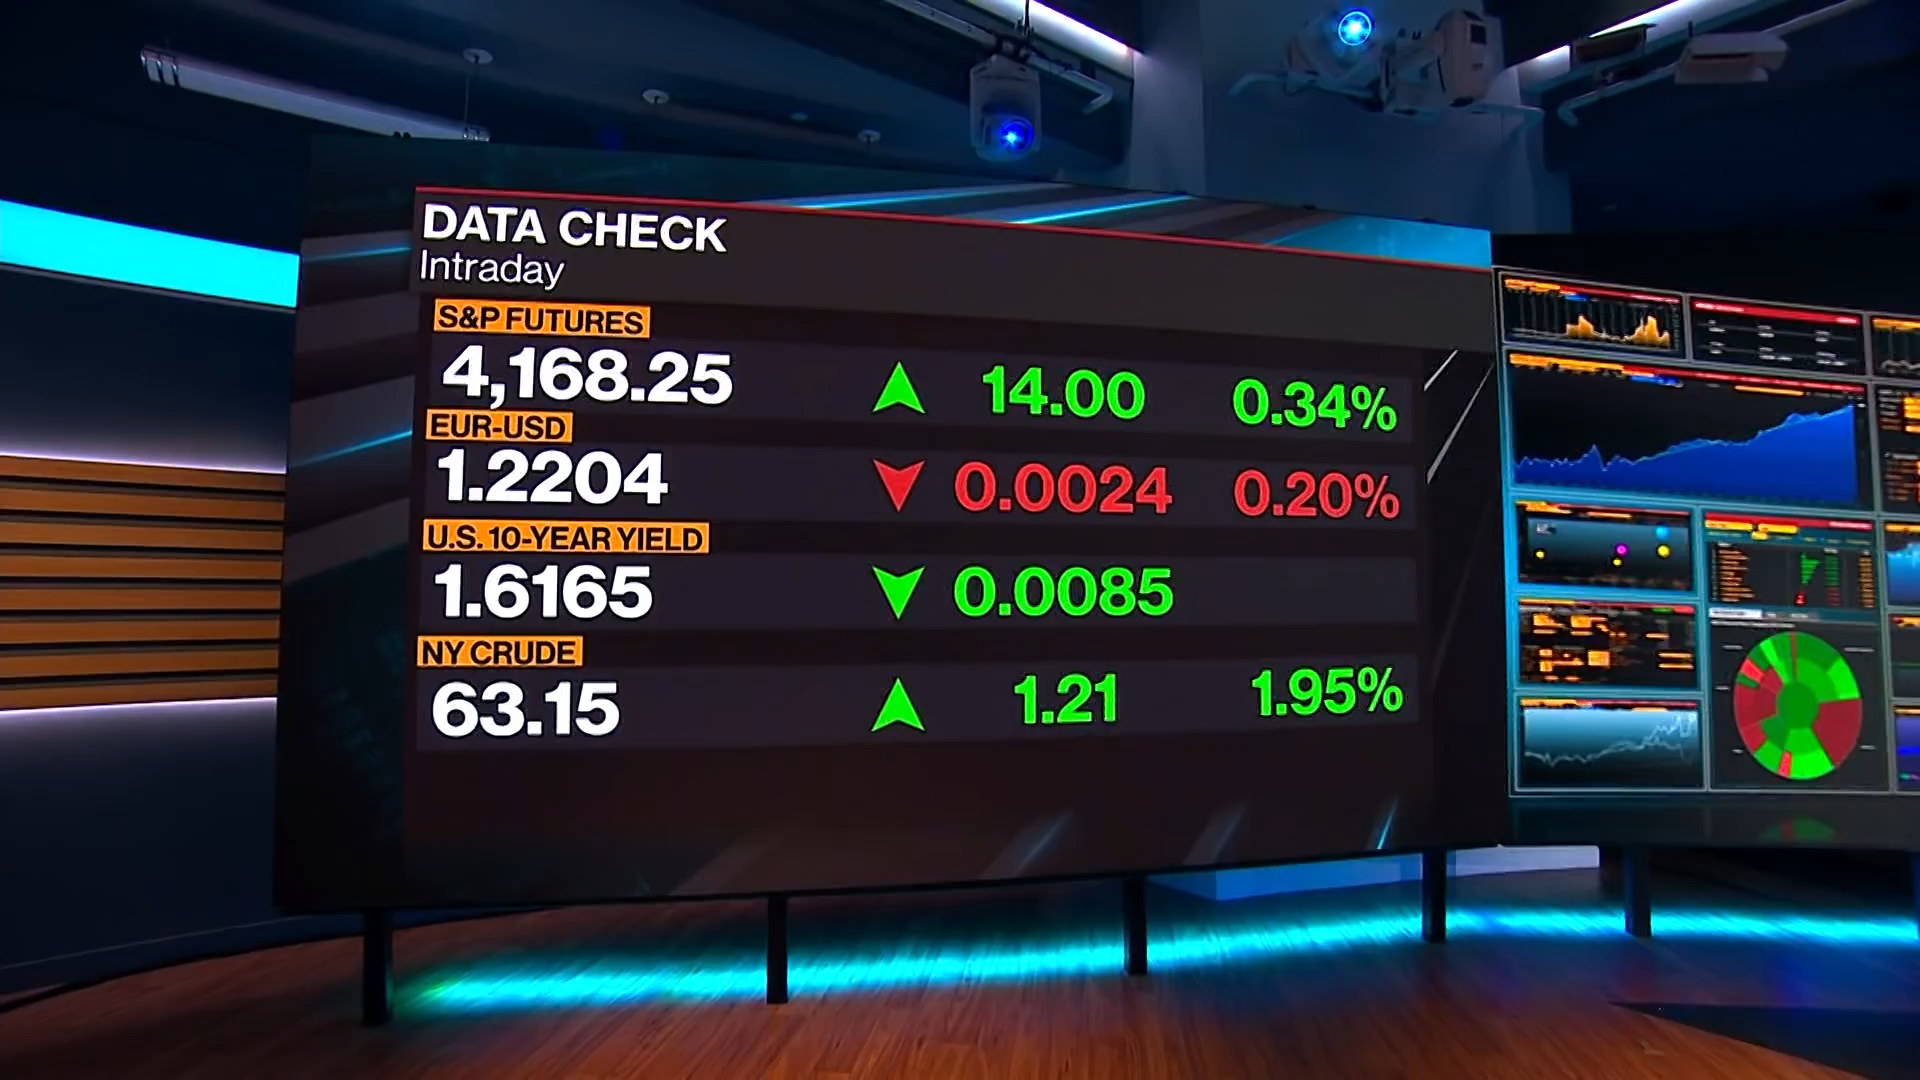 DATA CHECK
Intraday
S&P FUTURES
4,168.25 14.00 0.34%
EUR-USD
1.2204 0.0024 0.20%
U.S. 10-YEAR YIELD
1.6165 0.0085
NY CRUDE
63.15 1.21 1.95%